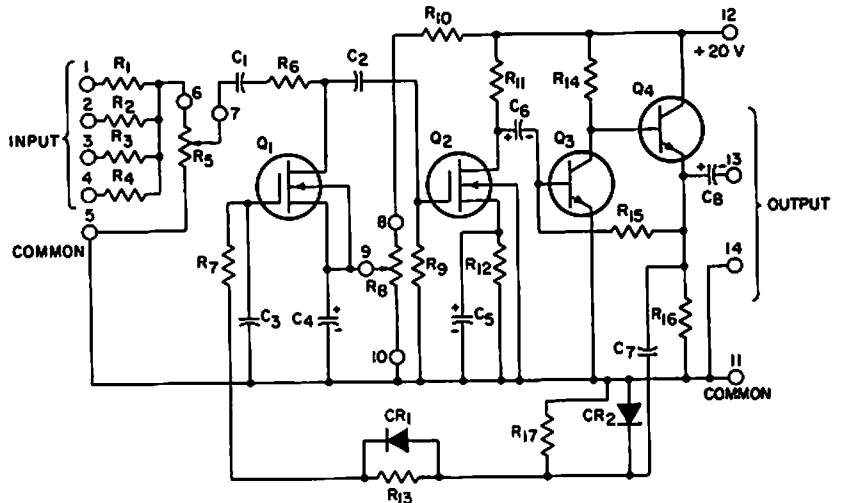 R10
12
+20 V
1
R1
C1
R6
C2
R11
R14
Q4
6
7
2
R2
INPUT
3
R3
R5
Q1
Q2
C6
+ -
Q3
+ -
13
4
R4
C8
OUTPUT
5
COMMON
8
R15
14
R7
9
R8
R9
R12
C3
C4
+
-
+
-
C5
R16
10
C7
11
COMMON
CR1
R17
CR2
R13